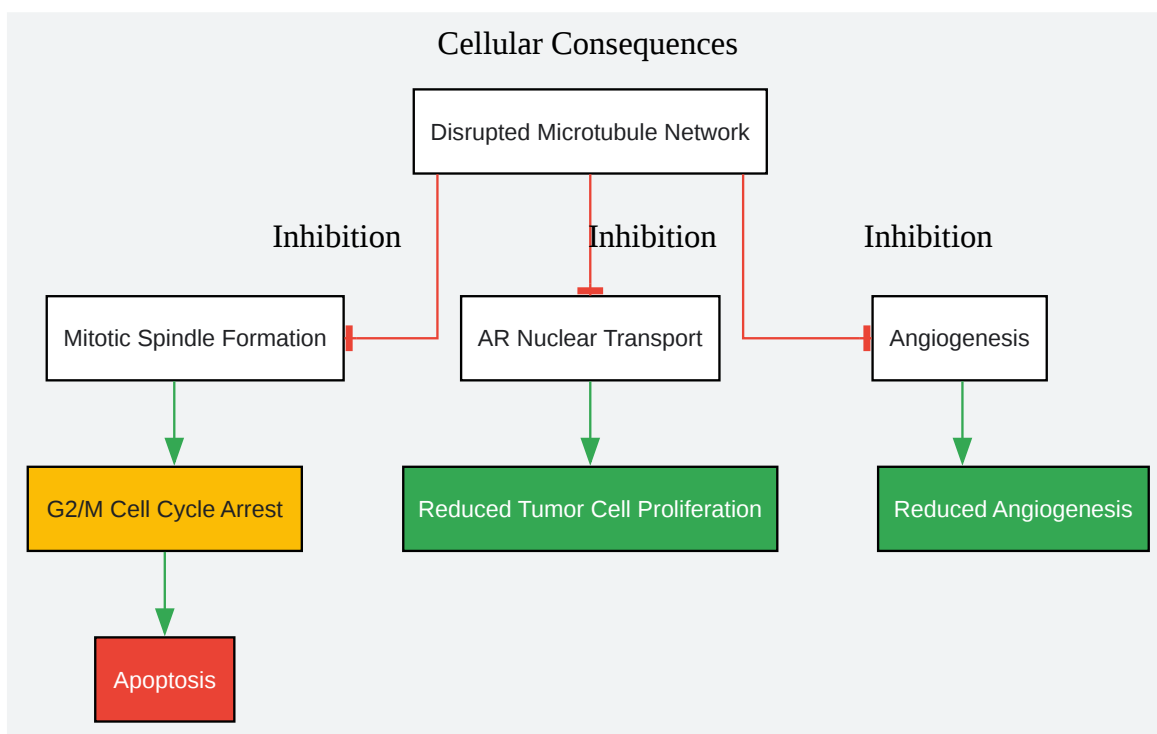 Cellular Consequences
Disrupted Microtubule Network
Inhibition
Inhibition
Inhibition
Mitotic Spindle Formation
AR Nuclear Transport
Angiogenesis
G2/M Cell Cycle Arrest
Reduced Tumor Cell Proliferation
Reduced Angiogenesis
Apoptosis